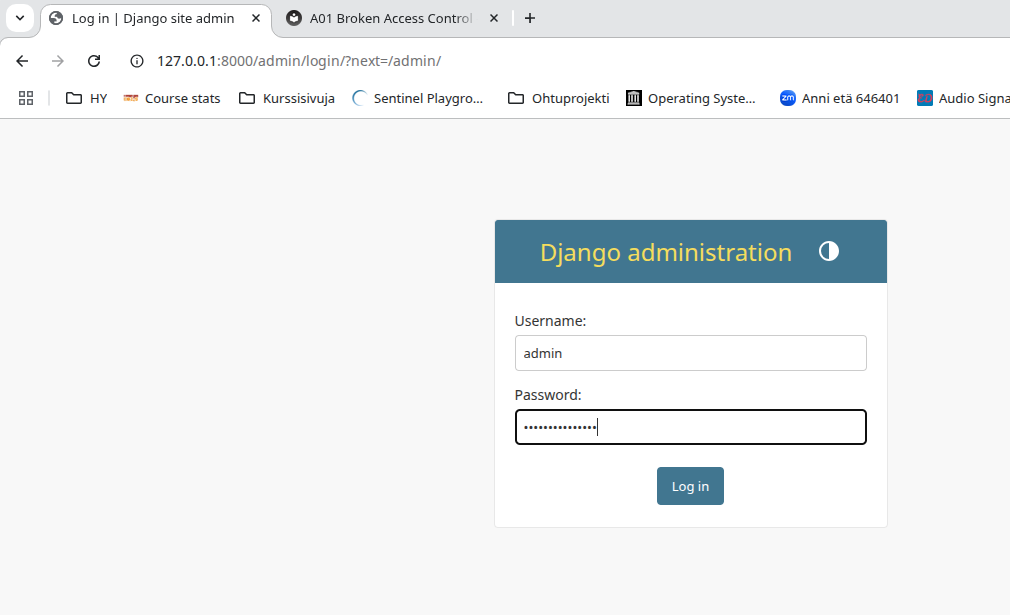 Log in | Django site admin
A01 Broken Access Control
127.0.0.1:8000/admin/login/?next=/admin/
HY Course stats Kurssisivuja Sentinel Playgro... Ohtuprojekti Operating Syste... zm Anni etä 646401 Audio Signa
Django administration
Username:
admin
Password:
•••••••••••••••
Log in